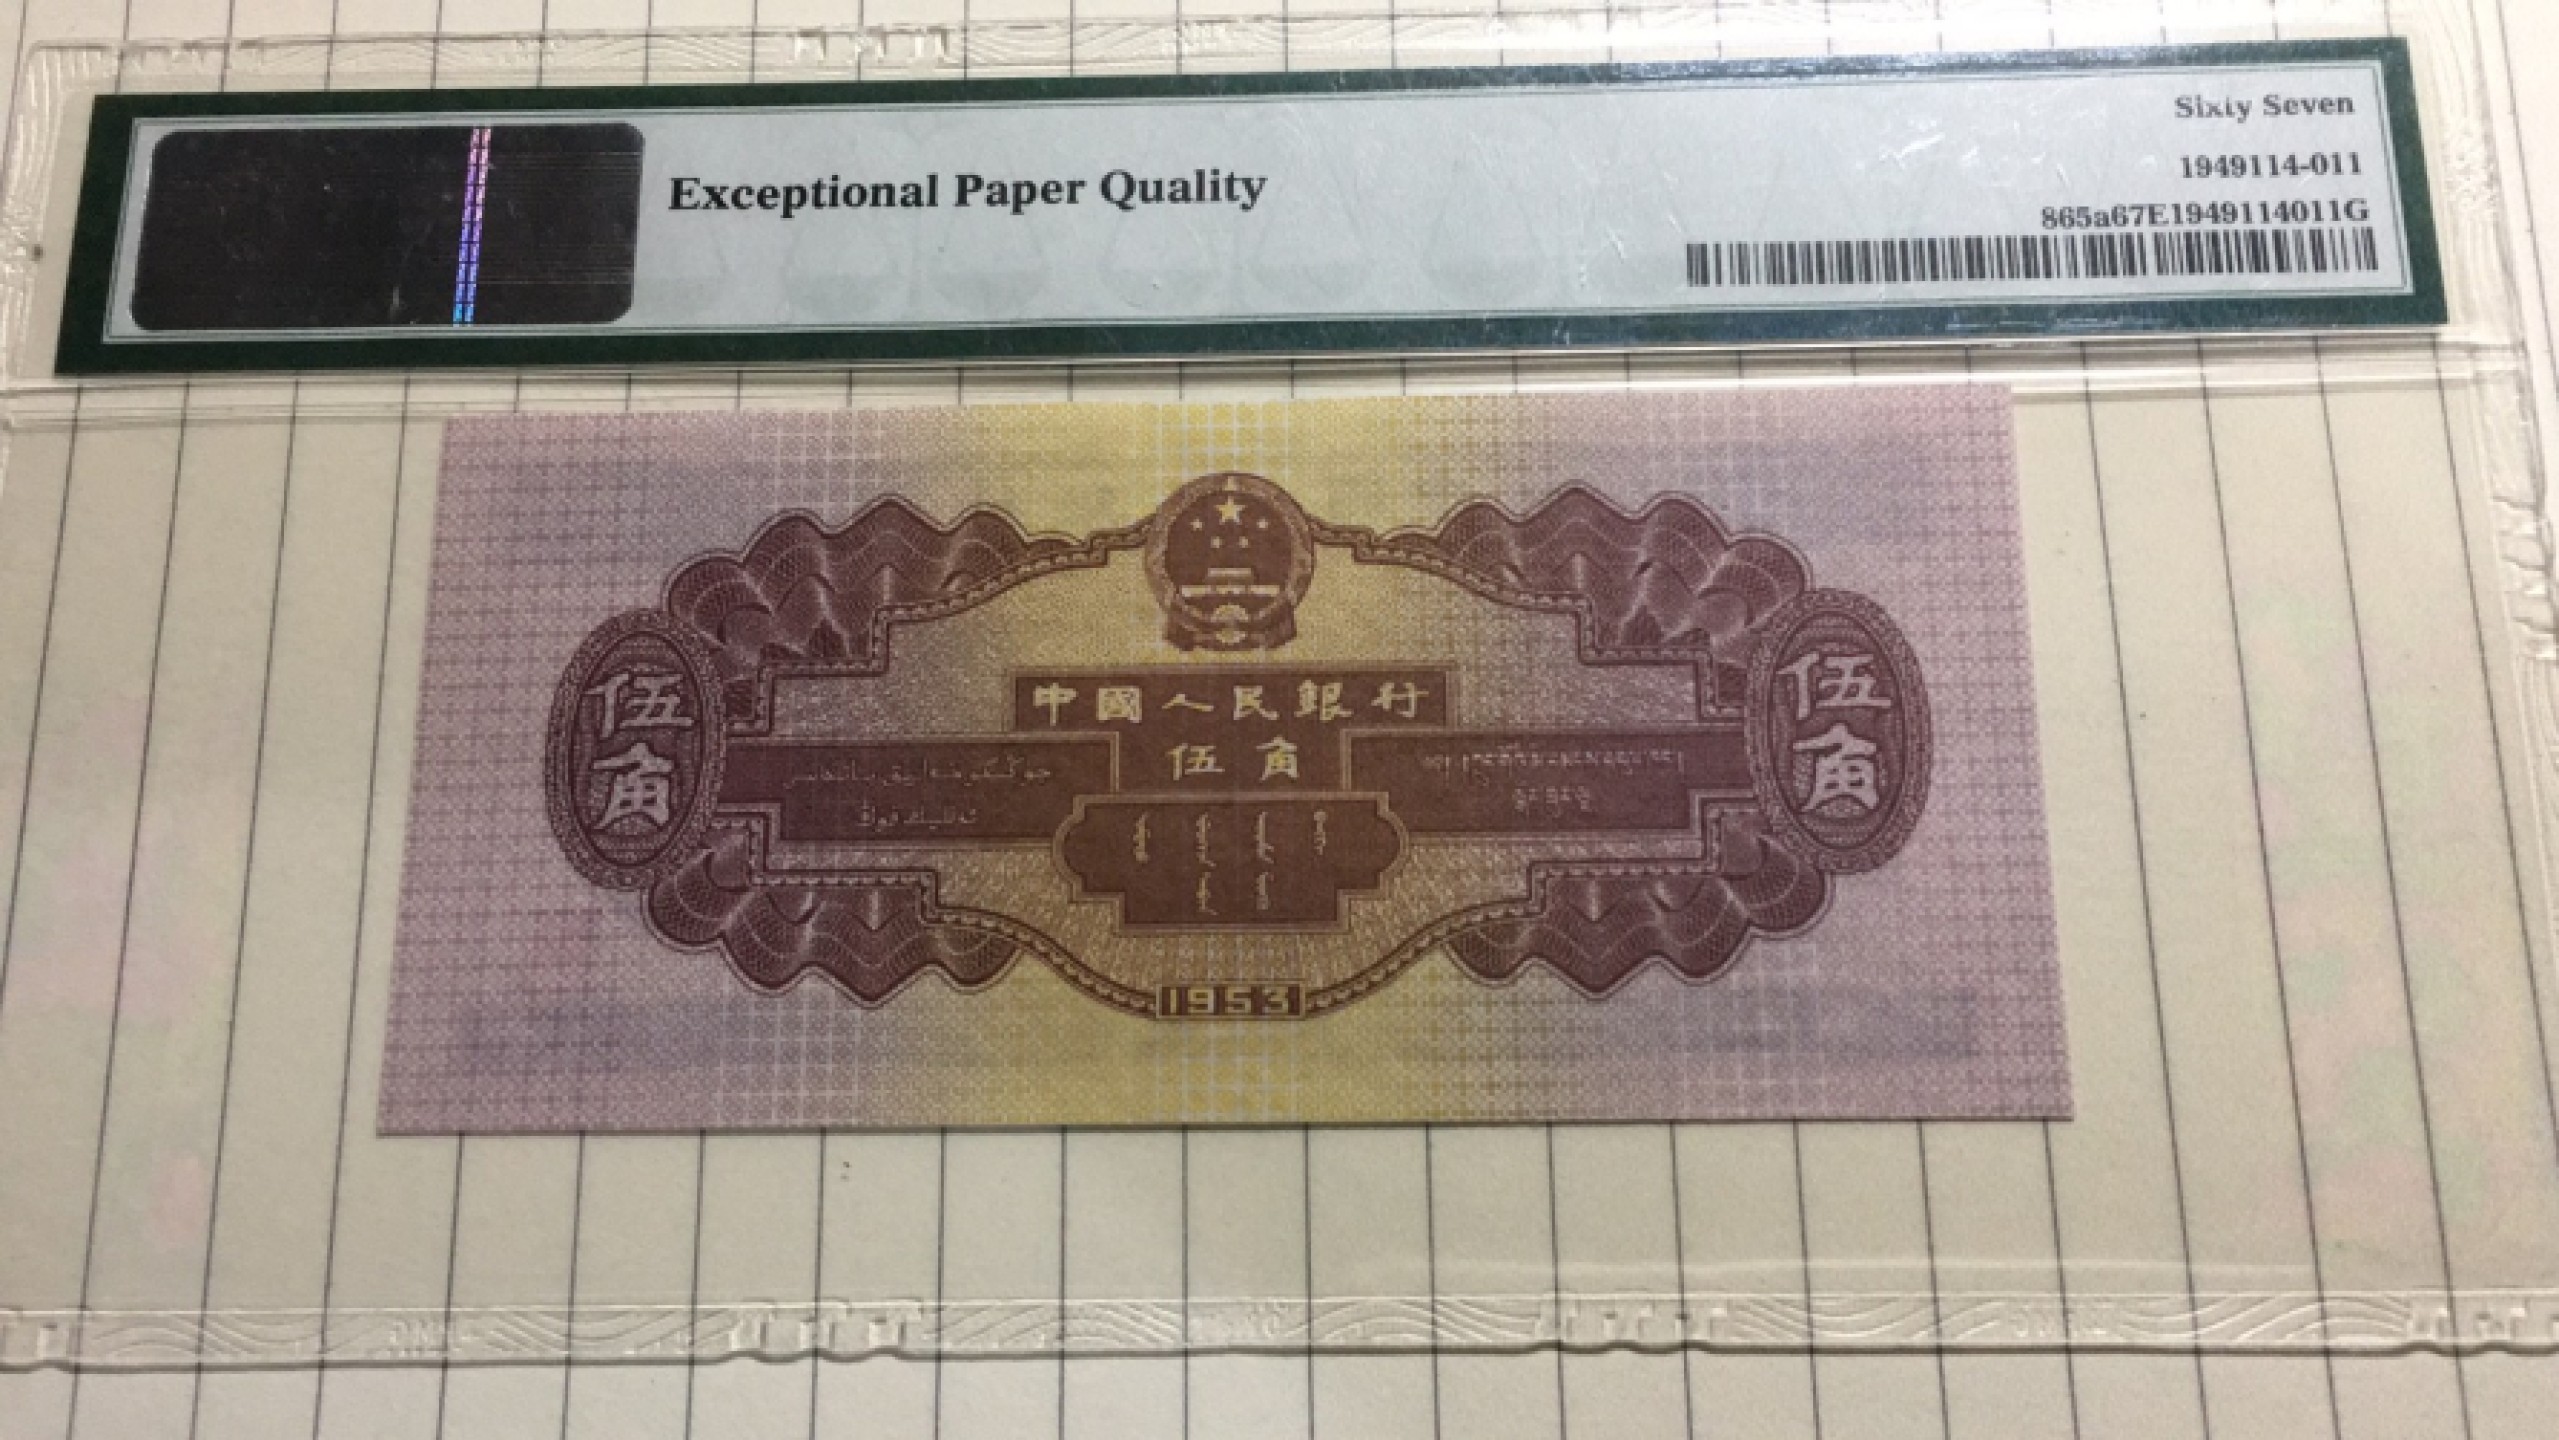 Sixty Seven
Exceptional Paper Quality
1949114-011
865a67E1949114011G
中國人民銀行
伍角
伍角
伍角
1953